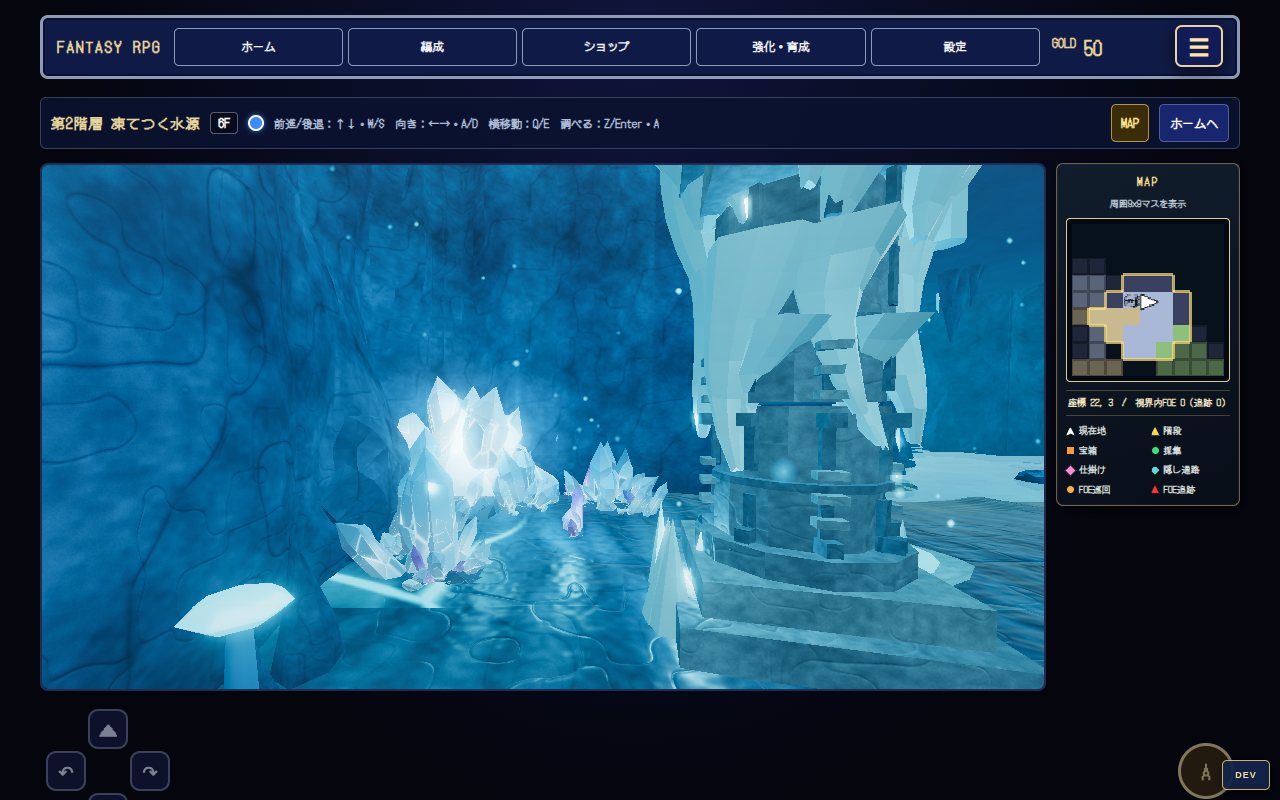 FANTASY RPG
ホーム
編成
ショップ
強化・育成
設定
GOLD 50
第2階層 凍てつく水源
6F
前進/後退:↑↓・W/S 向き:←→・A/D 横移動:Q/E 調べる:Z/Enter・A
MAP
ホームへ
MAP
周囲9x9マスを表示
座標 22, 3 / 視界内FOE 0 (追跡 0)
現在地
階段
宝箱
採集
仕掛け
隠し通路
FOE巡回
FOE追跡
A
DEV